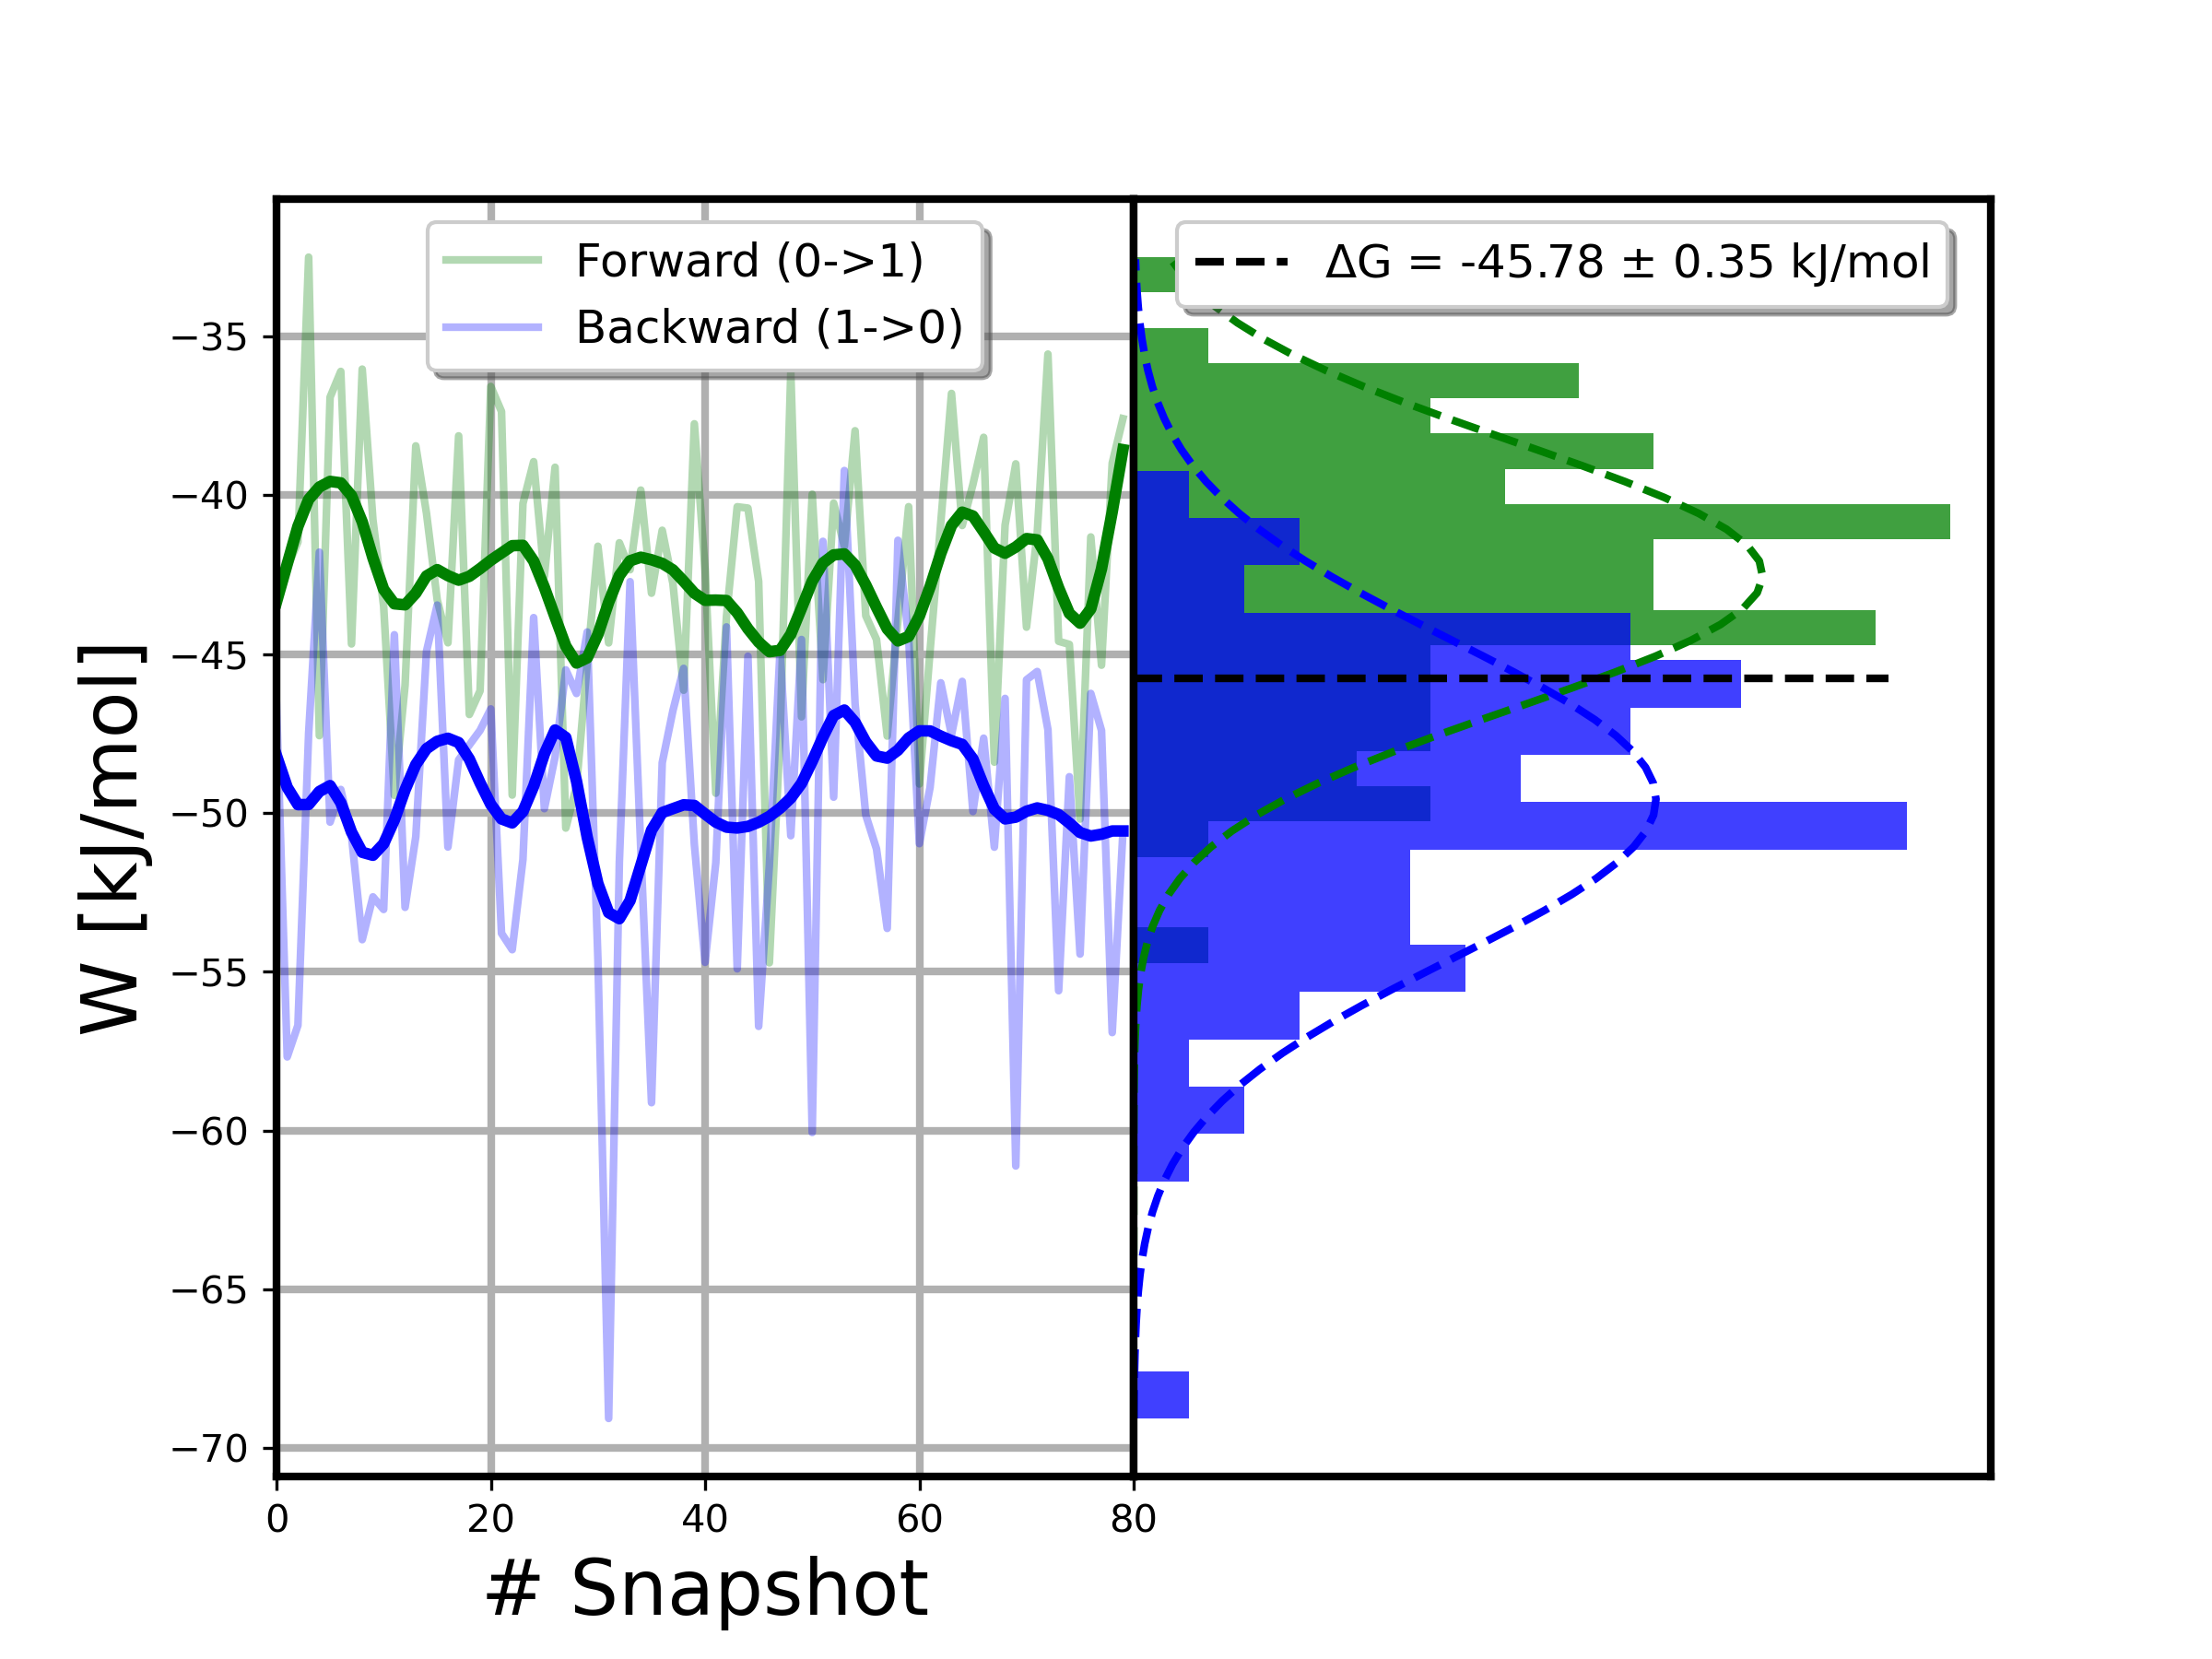 Forward (0->1)
Backward (1->0)
ΔG = -45.78 ± 0.35 kJ/mol
W [kJ/mol]
−35
−40
−45
−50
−55
−60
−65
−70
0 20 40 60 80
# Snapshot